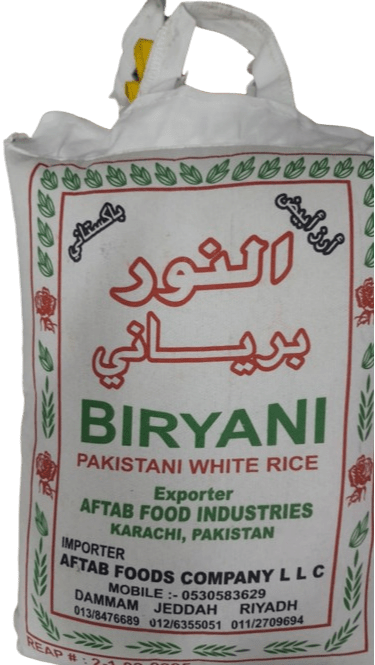 باكستاني أرز أبيض
النور
برياني
BIRYANI
PAKISTANI WHITE RICE
Exporter
AFTAB FOOD INDUSTRIES
KARACHI, PAKISTAN
IMPORTER
AFTAB FOODS COMPANY L L C
MOBILE :- 0530583629
DAMMAM JEDDAH RIYADH
013/8476689 012/6355051 011/2709694
REAP # :